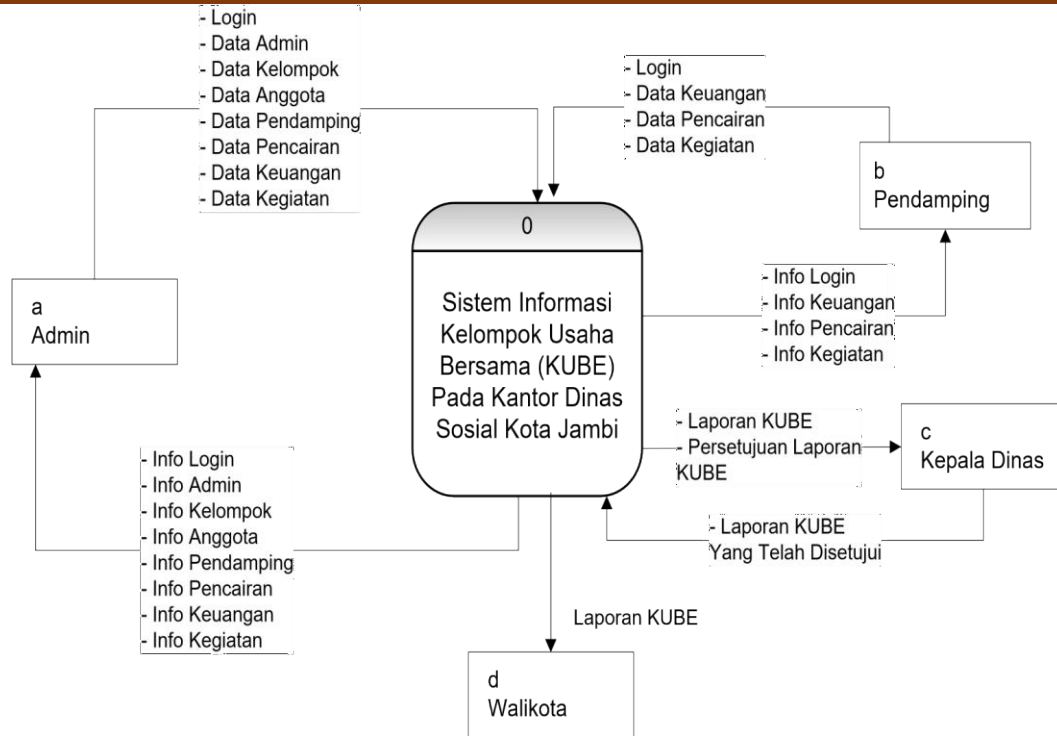 - Login
- Data Admin
- Data Kelompok
- Data Anggota
- Data Pendamping
- Data Pencairan
- Data Keuangan
- Data Kegiatan
- Login
- Data Keuangan
- Data Pencairan
- Data Kegiatan
b
Pendamping
0
Sistem Informasi
Kelompok Usaha
Bersama (KUBE)
Pada Kantor Dinas
Sosial Kota Jambi
a
Admin
- Info Login
- Info Keuangan
- Info Pencairan
- Info Kegiatan
- Laporan KUBE
- Persetujuan Laporan
KUBE
c
Kepala Dinas
- Laporan KUBE
Yang Telah Disetujui
- Info Login
- Info Admin
- Info Kelompok
- Info Anggota
- Info Pendamping
- Info Pencairan
- Info Keuangan
- Info Kegiatan
Laporan KUBE
d
Walikota